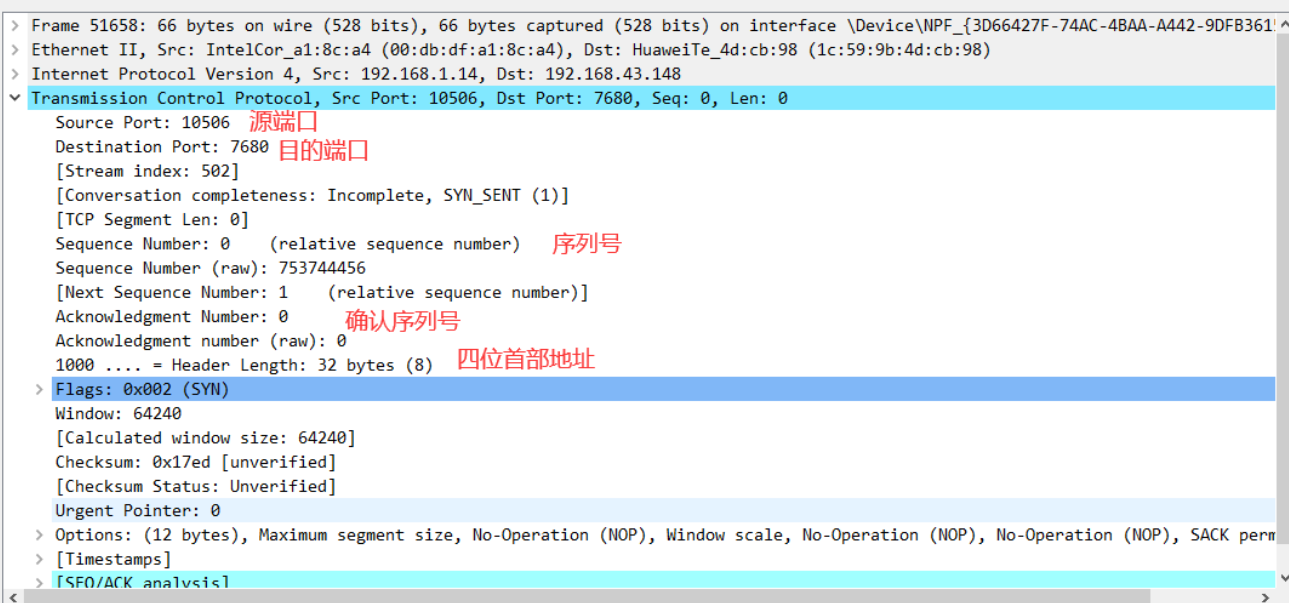 Frame 51658: 66 bytes on wire (528 bits), 66 bytes captured (528 bits) on interface \Device\NPF_{3D66427F-74AC-4BAA-A442-9DFB361
Ethernet II, Src: IntelCor_a1:8c:a4 (00:db:df:a1:8c:a4), Dst: HuaweiTe_4d:cb:98 (1c:59:9b:4d:cb:98)
Internet Protocol Version 4, Src: 192.168.1.14, Dst: 192.168.43.148
Transmission Control Protocol, Src Port: 10506, Dst Port: 7680, Seq: 0, Len: 0
Source Port: 10506 源端口
Destination Port: 7680 目的端口
[Stream index: 502]
[Conversation completeness: Incomplete, SYN_SENT (1)]
[TCP Segment Len: 0]
Sequence Number: 0 (relative sequence number) 序列号
Sequence Number (raw): 753744456
[Next Sequence Number: 1 (relative sequence number)]
Acknowledgment Number: 0 确认序列号
Acknowledgment number (raw): 0
1000 .... = Header Length: 32 bytes (8) 四位首部地址
Flags: 0x002 (SYN)
Window: 64240
[Calculated window size: 64240]
Checksum: 0x17ed [unverified]
[Checksum Status: Unverified]
Urgent Pointer: 0
Options: (12 bytes), Maximum segment size, No-Operation (NOP), Window scale, No-Operation (NOP), No-Operation (NOP), SACK perm
[Timestamps]
[SEQ/ACK analysis]